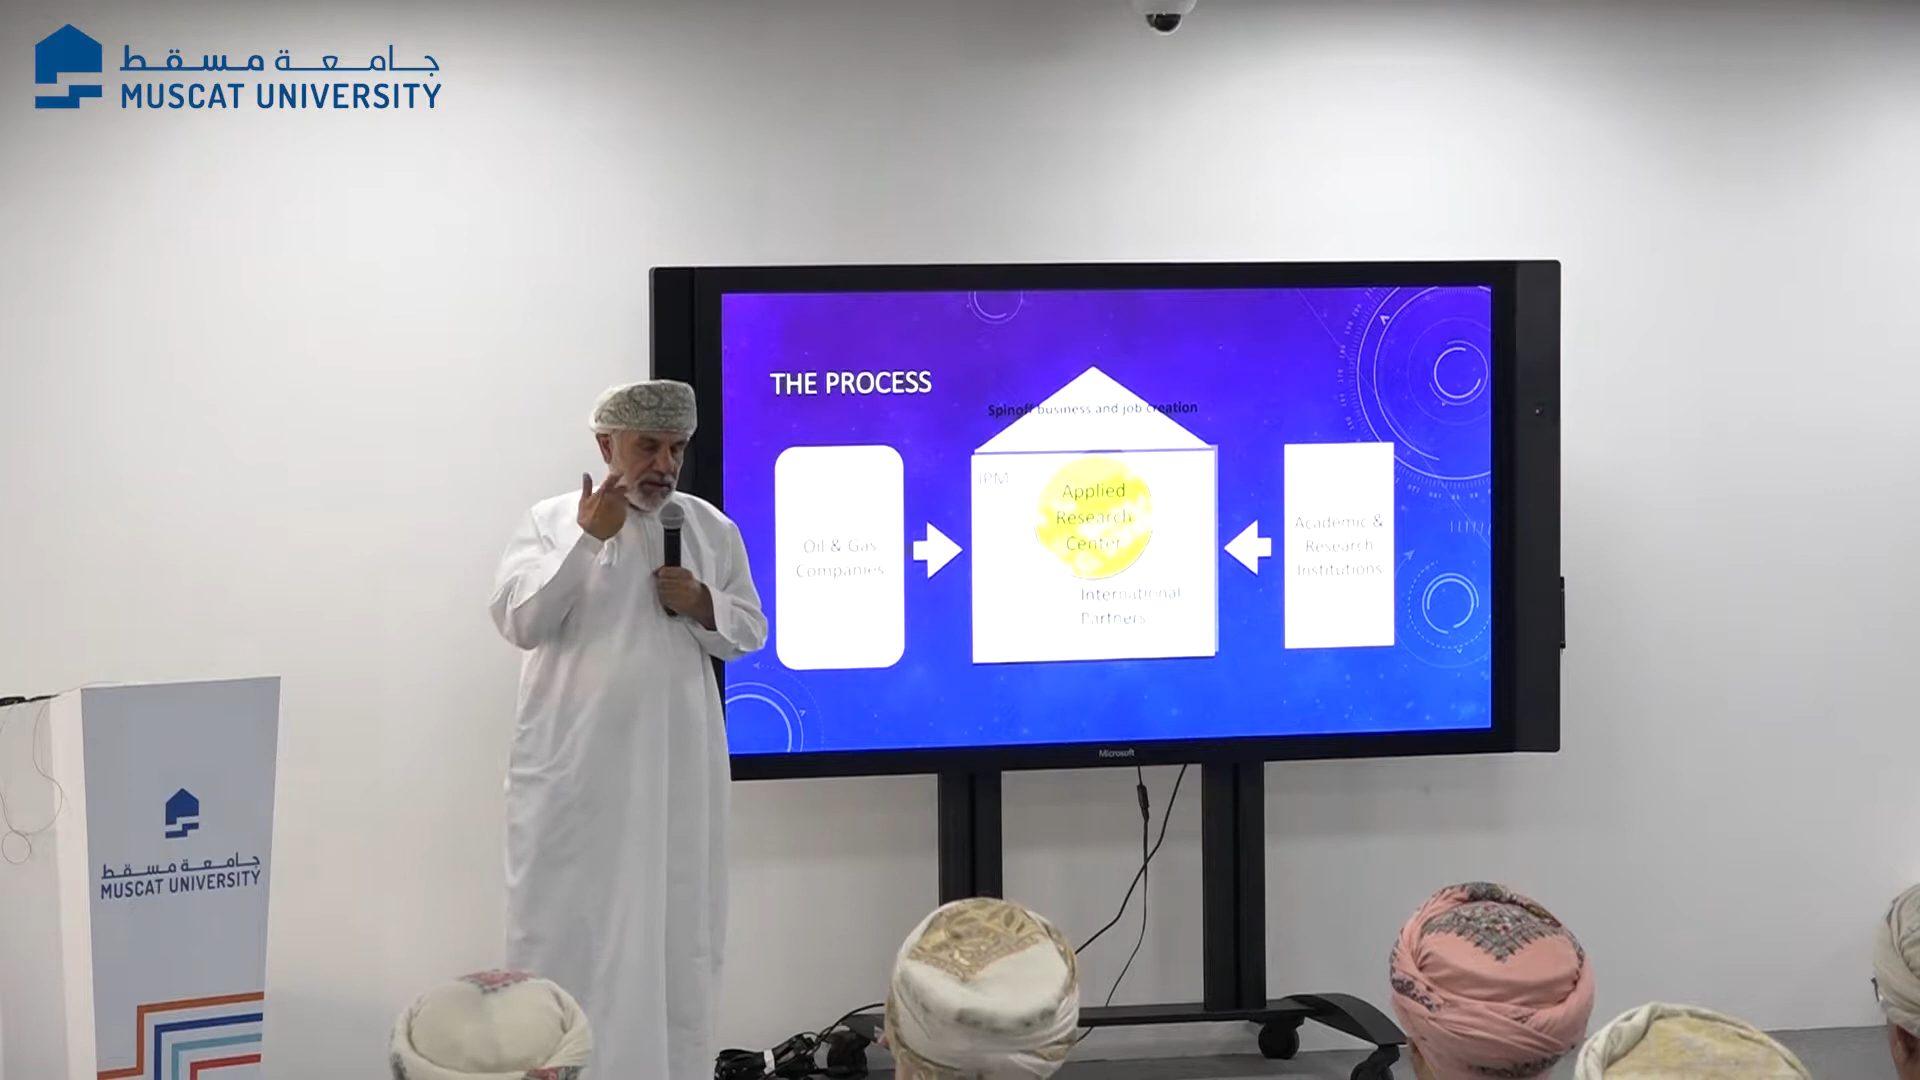 جامعة مسقط
MUSCAT UNIVERSITY
THE PROCESS
Spinoff business and job creation
IPM
Applied
Research
Center
International
Partners
Oil & Gas
Companies
Academic &
Research
Institutions
Microsoft
جامعة مسقط
MUSCAT UNIVERSITY